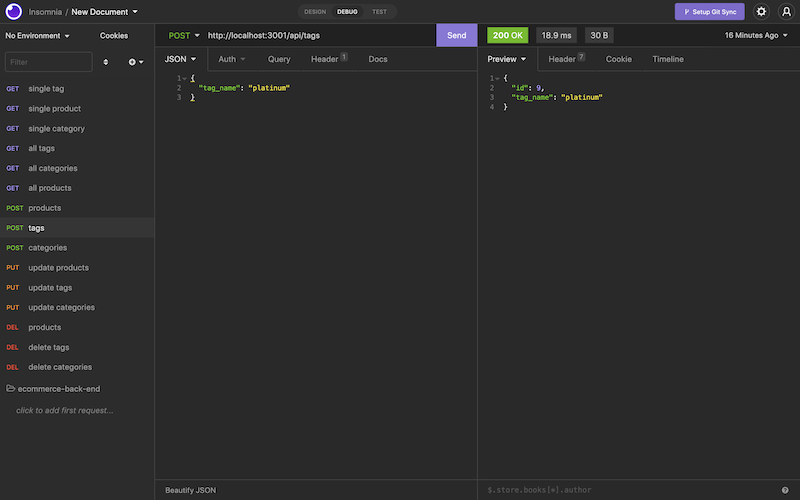 Insomnia / New Document
DESIGN DEBUG TEST
Setup Git Sync
No Environment Cookies
POST http://localhost:3001/api/tags Send
200 OK 18.9 ms 30 B 16 Minutes Ago
Filter
JSON Auth Query Header 1 Docs
Preview Header 7 Cookie Timeline
GET single tag
GET single product
GET single category
GET all tags
GET all categories
GET all products
POST products
POST tags
POST categories
PUT update products
PUT update tags
PUT update categories
DEL products
DEL delete tags
DEL delete categories
ecommerce-back-end
click to add first request...
1 {
2 "tag_name": "platinum"
3 }
1 {
2 "id": 9,
3 "tag_name": "platinum"
4 }
Beautify JSON
$.store.books[*].author